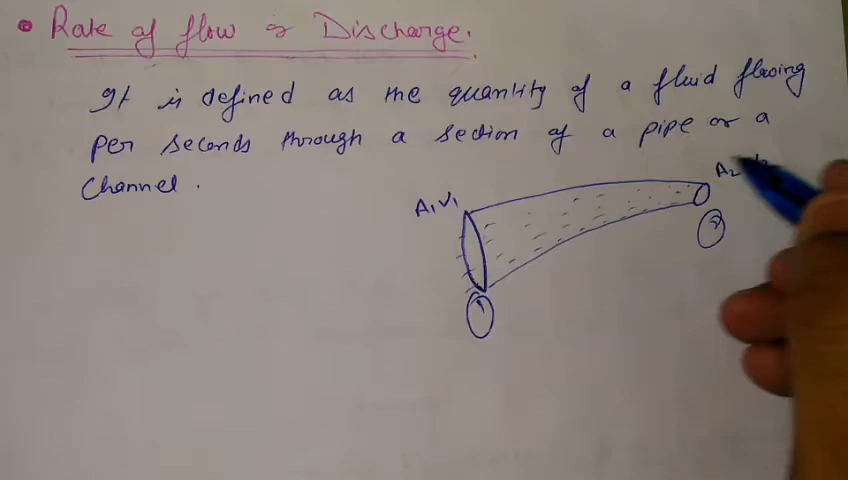 Rate of flow or Discharge.
It is defined as the quantity of a fluid flowing
per seconds through a section of a pipe or a
channel.
A₁V₁
A₂
1
2